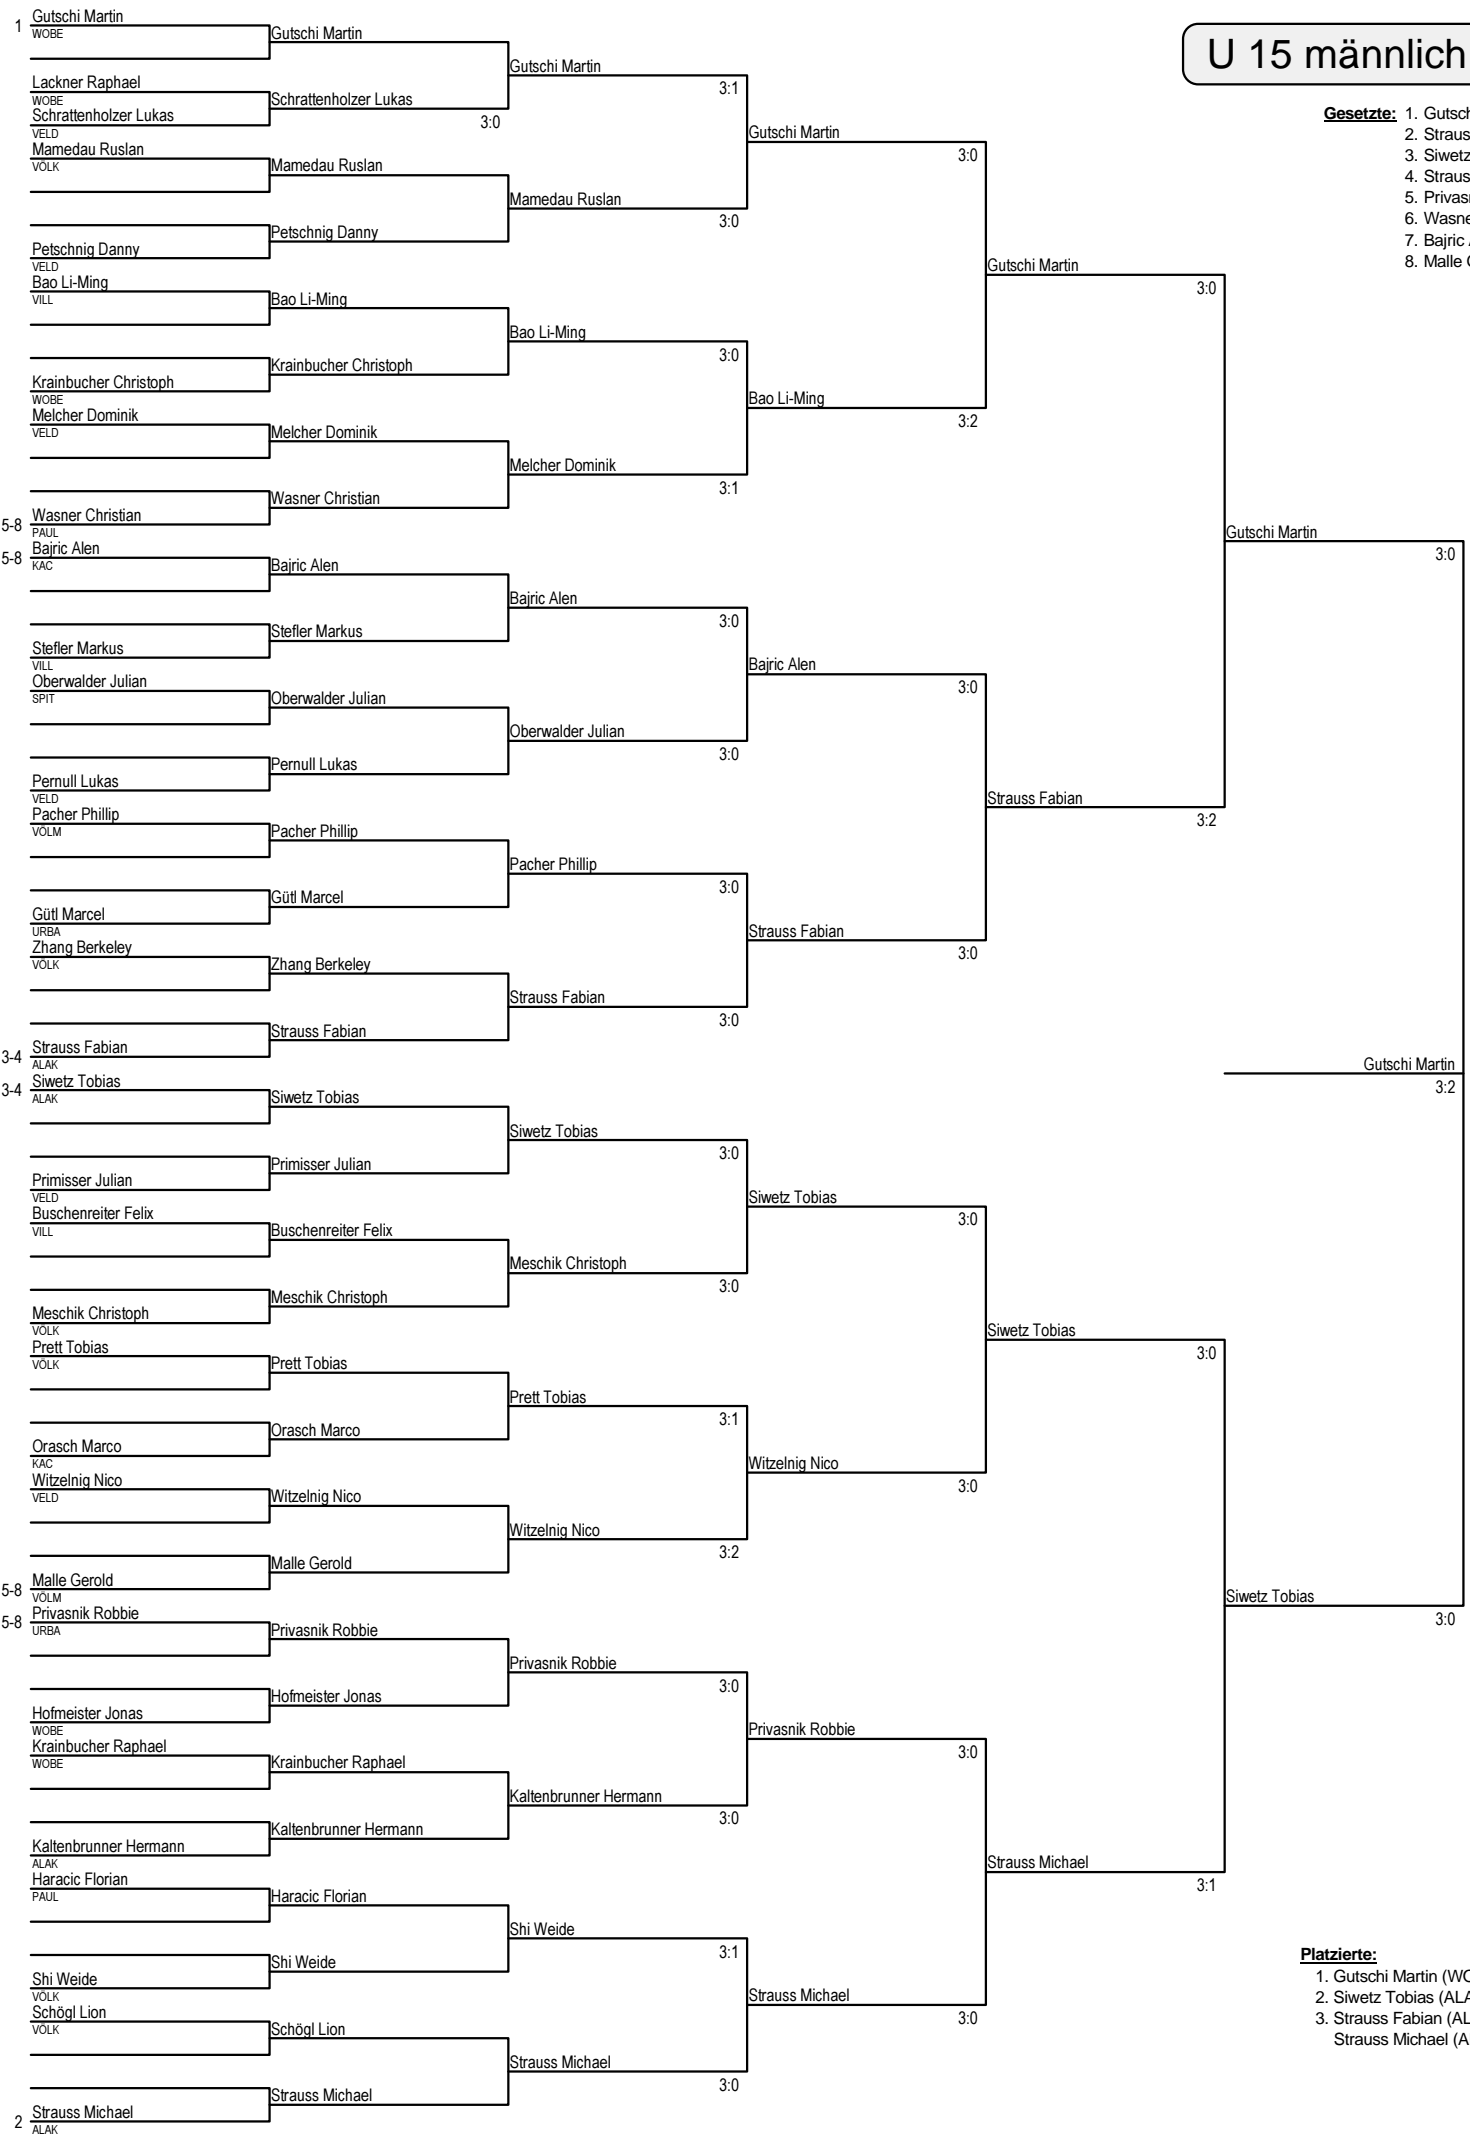 U 15 männlich
Gesetzte: 1. Gutsch
2. Straus
3. Siwetz
4. Straus
5. Privasn
6. Wasne
7. Bajric
8. Malle
1 Gutschi Martin
WOBE
Lackner Raphael
WOBE
Schrattenholzer Lukas
VELD
Mamedau Ruslan
VÖLK
Petschnig Danny
VELD
Bao Li-Ming
VILL
Krainbucher Christoph
WOBE
Melcher Dominik
VELD
5-8 Wasner Christian
PAUL
5-8 Bajric Alen
KAC
Stefler Markus
VILL
Oberwalder Julian
SPIT
Pernull Lukas
VELD
Pacher Phillip
VÖLM
Gütl Marcel
URBA
Zhang Berkeley
VÖLK
3-4 Strauss Fabian
ALAK
3-4 Siwetz Tobias
ALAK
Primisser Julian
VELD
Buschenreiter Felix
VILL
Meschik Christoph
VÖLK
Prett Tobias
VÖLK
Orasch Marco
KAC
Witzelnig Nico
VELD
5-8 Malle Gerold
VÖLM
5-8 Privasnik Robbie
URBA
Hofmeister Jonas
WOBE
Krainbucher Raphael
WOBE
Kaltenbrunner Hermann
ALAK
Haracic Florian
PAUL
Shi Weide
VÖLK
Schögl Lion
VÖLK
2 Strauss Michael
ALAK
Gutschi Martin
Schrattenholzer Lukas
3:0
Mamedau Ruslan
Petschnig Danny
Bao Li-Ming
Krainbucher Christoph
Melcher Dominik
Wasner Christian
Bajric Alen
Stefler Markus
Oberwalder Julian
Pernull Lukas
Pacher Phillip
Gütl Marcel
Zhang Berkeley
Strauss Fabian
Siwetz Tobias
Primisser Julian
Buschenreiter Felix
Meschik Christoph
Prett Tobias
Orasch Marco
Witzelnig Nico
Malle Gerold
Privasnik Robbie
Hofmeister Jonas
Krainbucher Raphael
Kaltenbrunner Hermann
Haracic Florian
Shi Weide
Schögl Lion
Strauss Michael
Gutschi Martin
3:1
Mamedau Ruslan
3:0
Bao Li-Ming
3:0
Melcher Dominik
3:1
Bajric Alen
3:0
Oberwalder Julian
3:0
Pacher Phillip
3:0
Strauss Fabian
3:0
Siwetz Tobias
3:0
Meschik Christoph
3:0
Prett Tobias
3:1
Witzelnig Nico
3:2
Privasnik Robbie
3:0
Kaltenbrunner Hermann
3:0
Shi Weide
3:1
Strauss Michael
3:0
Gutschi Martin
3:0
Bao Li-Ming
3:2
Bajric Alen
3:0
Strauss Fabian
3:0
Siwetz Tobias
3:0
Witzelnig Nico
3:0
Privasnik Robbie
3:0
Strauss Michael
3:0
Gutschi Martin
3:0
Strauss Fabian
3:2
Siwetz Tobias
3:0
Strauss Michael
3:1
Gutschi Martin
3:0
Siwetz Tobias
3:0
Gutschi Martin
3:2
Platzierte:
1. Gutschi Martin (WO
2. Siwetz Tobias (ALA
3. Strauss Fabian (AL
Strauss Michael (A